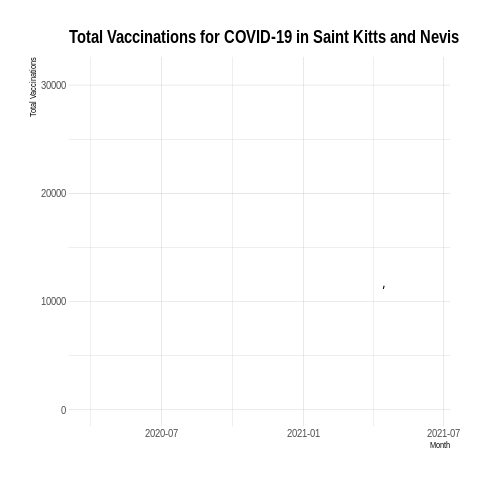 Total Vaccinations for COVID-19 in Saint Kitts and Nevis
Total Vaccinations
30000
20000
10000
0
2020-07
2021-01
2021-07
Month